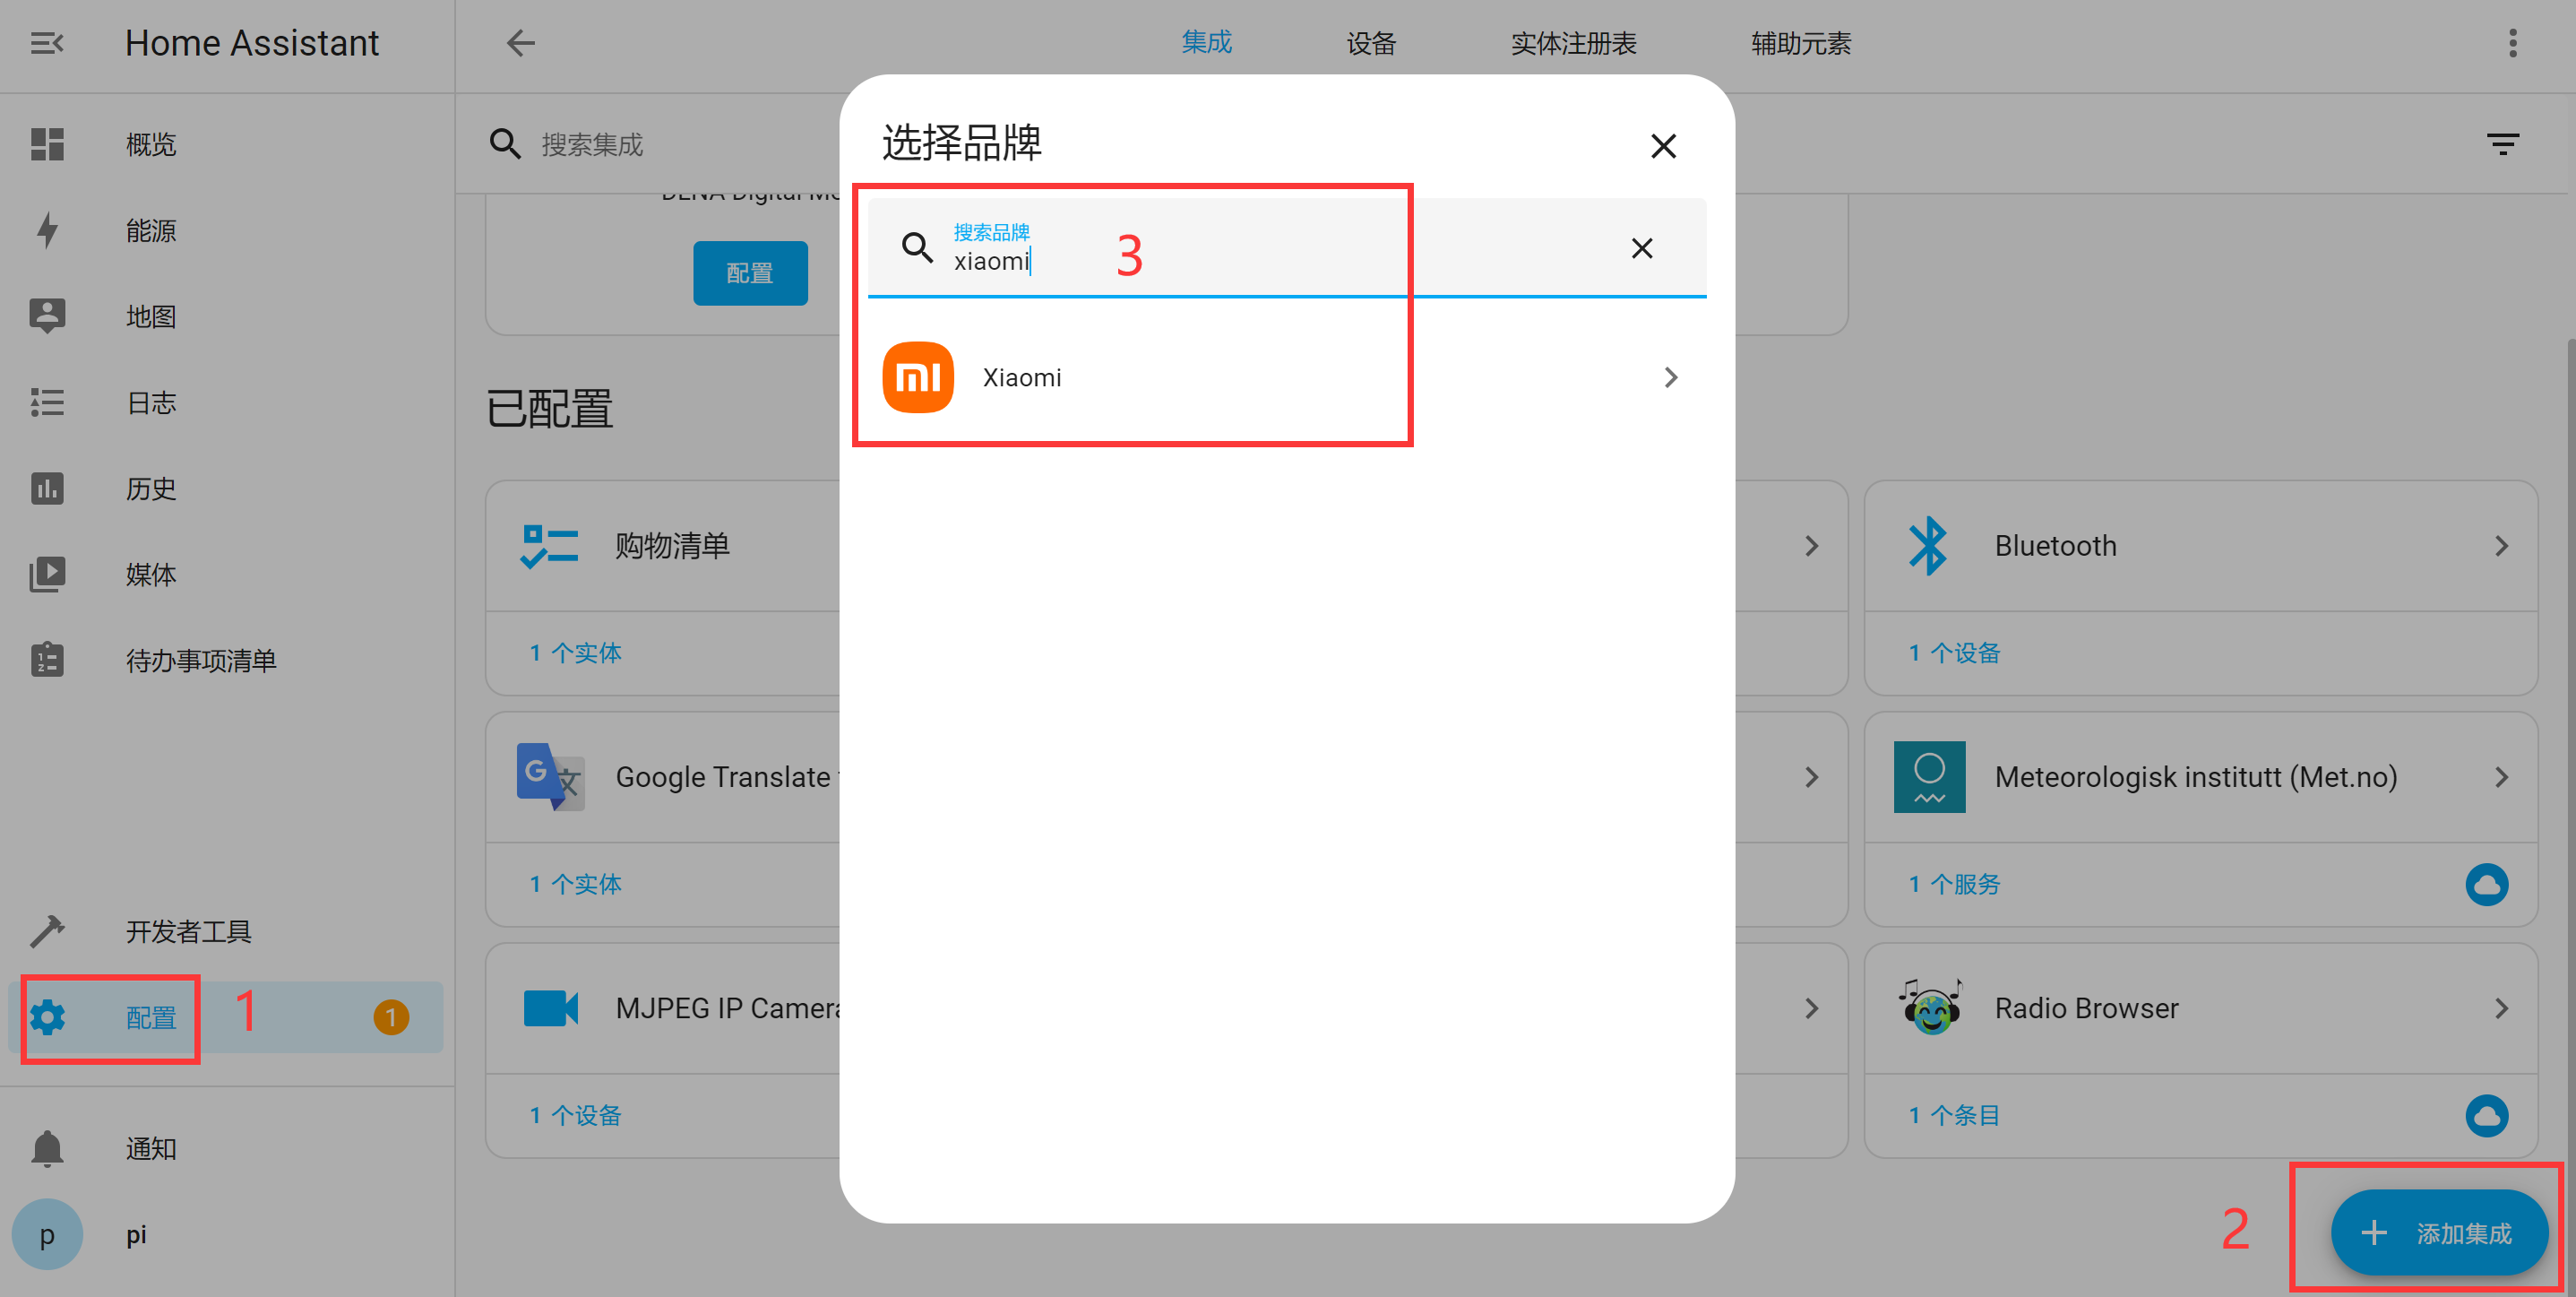 Home Assistant
集成
设备
实体注册表
辅助元素
概览
能源
地图
日志
历史
媒体
待办事项清单
开发者工具
配置
1
1
通知
p
pi
搜索集成
DENA Digital Me
配置
已配置
购物清单
1 个实体
Bluetooth
1 个设备
G
文
Google Translate
1 个实体
Meteorologisk institutt (Met.no)
1 个服务
MJPEG IP Camera
1 个设备
Radio Browser
1 个条目
选择品牌
搜索品牌
xiaomi
3
mi
Xiaomi
2
添加集成